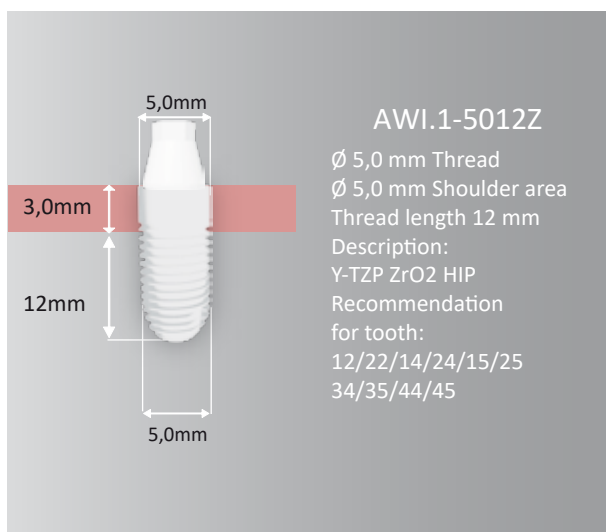 5,0mm
3,0mm
12mm
5,0mm
AWI.1-5012Z
Ø 5,0 mm Thread
Ø 5,0 mm Shoulder area
Thread length 12 mm
Description:
Y-TZP ZrO2 HIP
Recommendation
for tooth:
12/22/14/24/15/25
34/35/44/45